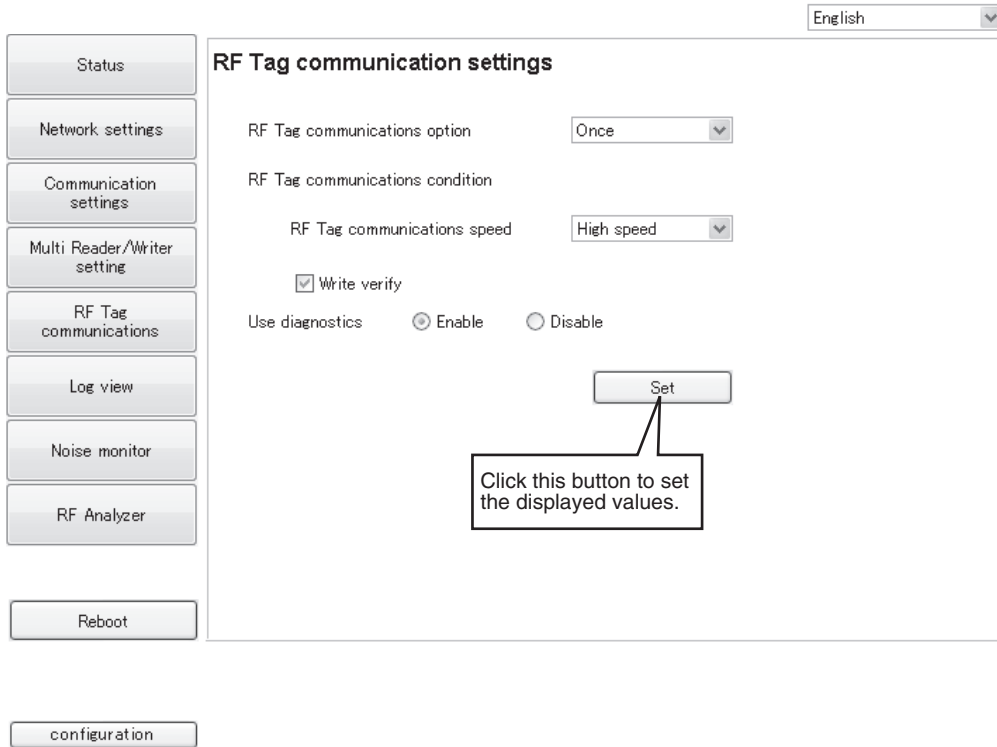 English
Status
Network settings
Communication
settings
Multi Reader/Writer
setting
RF Tag
communications
Log view
Noise monitor
RF Analyzer
Reboot
configuration
RF Tag communication settings
RF Tag communications option
Once
RF Tag communications condition
RF Tag communications speed
High speed
Write verify
Use diagnostics Enable Disable
Set
Click this button to set
the displayed values.